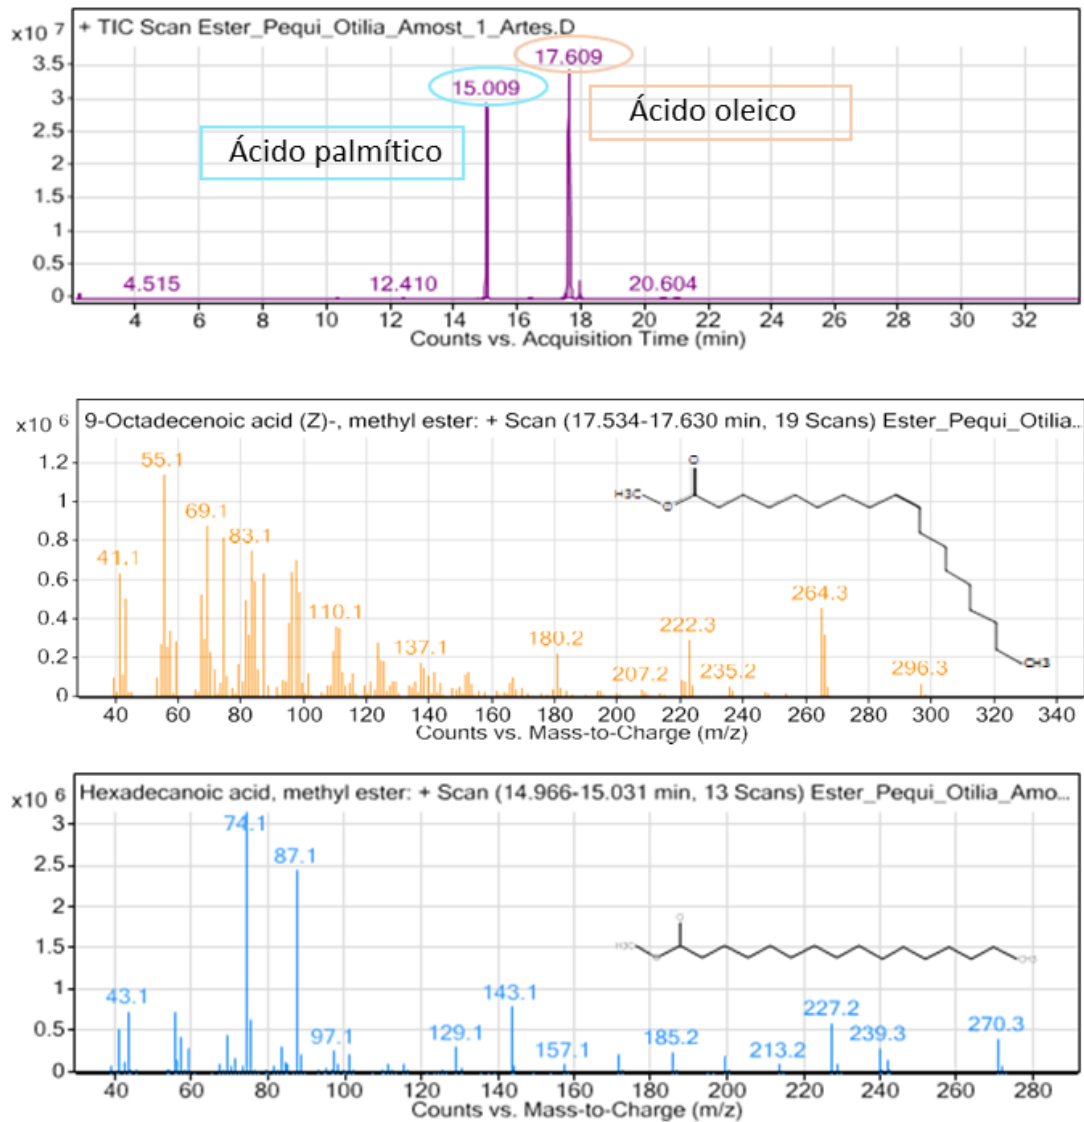 x10 7
+ TIC Scan Ester_Pequi_Otilia_Amost_1_Artes.D
17.609
15.009
Ácido oleico
Ácido palmítico
3.5
3
2.5
2
1.5
1
0.5
0
4.515
12.410
20.604
4 6 8 10 12 14 16 18 20 22 24 26 28 30 32
Counts vs. Acquisition Time (min)
x10 6
9-Octadecenoic acid (Z)-, methyl ester: + Scan (17.534-17.630 min, 19 Scans) Ester_Pequi_Otilia...
1.2
1
0.8
0.6
0.4
0.2
0
55.1
69.1
83.1
41.1
110.1
137.1
180.2
207.2
222.3
235.2
264.3
296.3
O
H3C
O
CH3
40 60 80 100 120 140 160 180 200 220 240 260 280 300 320 340
Counts vs. Mass-to-Charge (m/z)
x10 6
Hexadecanoic acid, methyl ester: + Scan (14.966-15.031 min, 13 Scans) Ester_Pequi_Otilia_Amo...
3
2.5
2
1.5
1
0.5
0
74.1
87.1
43.1
97.1
129.1
143.1
157.1
185.2
213.2
227.2
239.3
270.3
O
H3C
O
CH3
40 60 80 100 120 140 160 180 200 220 240 260 280
Counts vs. Mass-to-Charge (m/z)